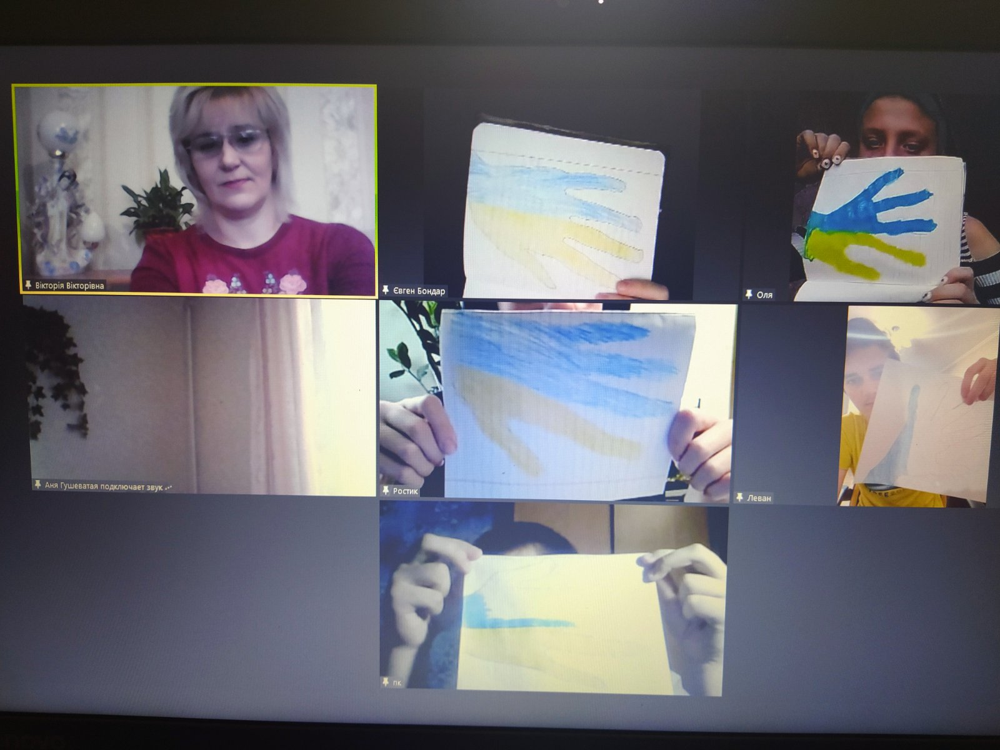 Вікторія Вікторівна
Євген Бондар
Оля
Аня Гушеватая подключает звук ...
Ростик
Леван
пк